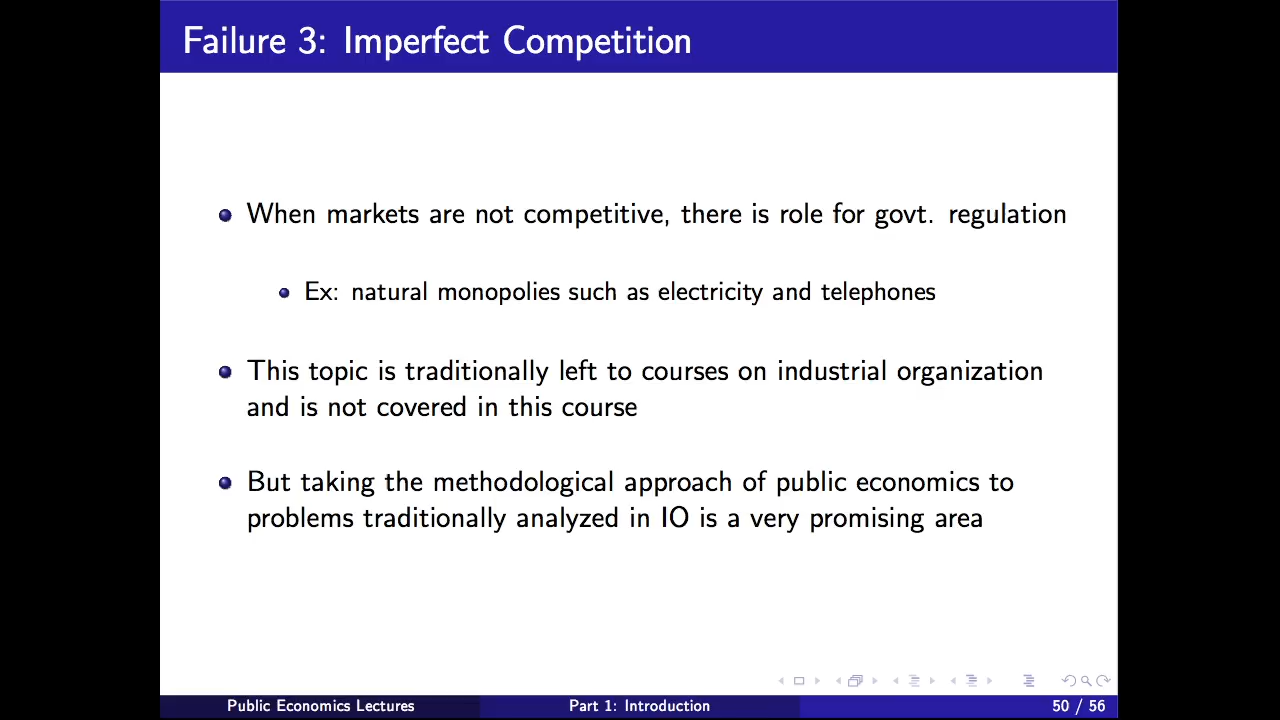 Failure 3: Imperfect Competition
When markets are not competitive, there is role for govt. regulation
Ex: natural monopolies such as electricity and telephones
This topic is traditionally left to courses on industrial organization
and is not covered in this course
But taking the methodological approach of public economics to
problems traditionally analyzed in IO is a very promising area
Public Economics Lectures
Part 1: Introduction
50 / 56